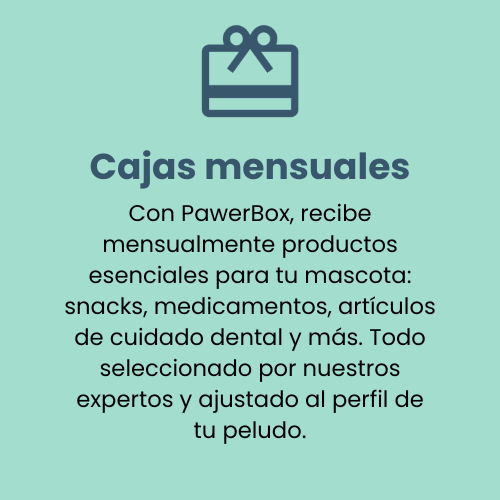 Cajas mensuales
Con PawerBox, recibe
mensualmente productos
esenciales para tu mascota:
snacks, medicamentos, artículos
de cuidado dental y más. Todo
seleccionado por nuestros
expertos y ajustado al perfil de
tu peludo.